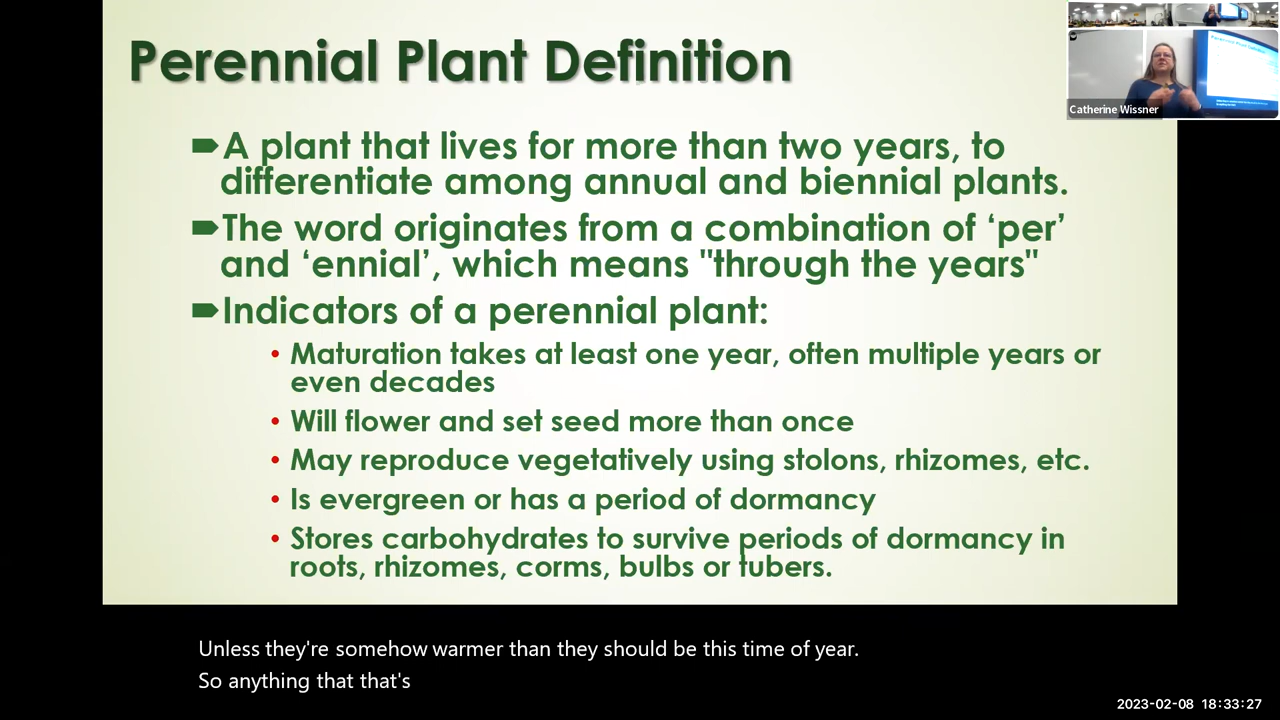 Perennial Plant Definition
A plant that lives for more than two years, to
differentiate among annual and biennial plants.
The word originates from a combination of ‘per’
and ‘ennial’, which means "through the years"
Indicators of a perennial plant:
• Maturation takes at least one year, often multiple years or
even decades
• Will flower and set seed more than once
• May reproduce vegetatively using stolons, rhizomes, etc.
• Is evergreen or has a period of dormancy
• Stores carbohydrates to survive periods of dormancy in
roots, rhizomes, corms, bulbs or tubers.
Catherine Wissner
Unless they're somehow warmer than they should be this time of year.
So anything that that's
2023-02-08 18:33:27